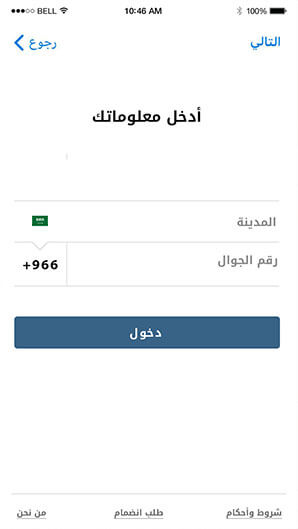 ●●●○○ BELL 10:46 AM 100%
التالي رجوع
أدخل معلوماتك
المدينة
رقم الجوال +966
دخول
شروط وأحكام طلب انضمام من نحن